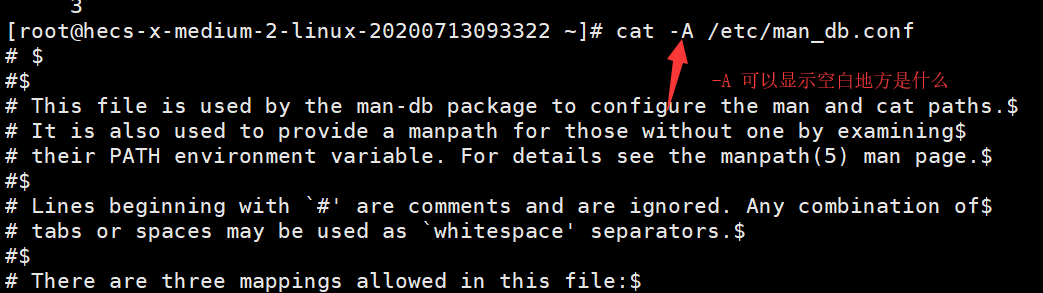 3
[root@hecs-x-medium-2-linux-20200713093322 ~]# cat -A /etc/man_db.conf
# $
#$
-A 可以显示空白地方是什么
# This file is used by the man-db package to configure the man and cat paths.$
# It is also used to provide a manpath for those without one by examining$
# their PATH environment variable. For details see the manpath(5) man page.$
#$
# Lines beginning with `#' are comments and are ignored. Any combination of$
# tabs or spaces may be used as `whitespace' separators.$
#$
# There are three mappings allowed in this file:$